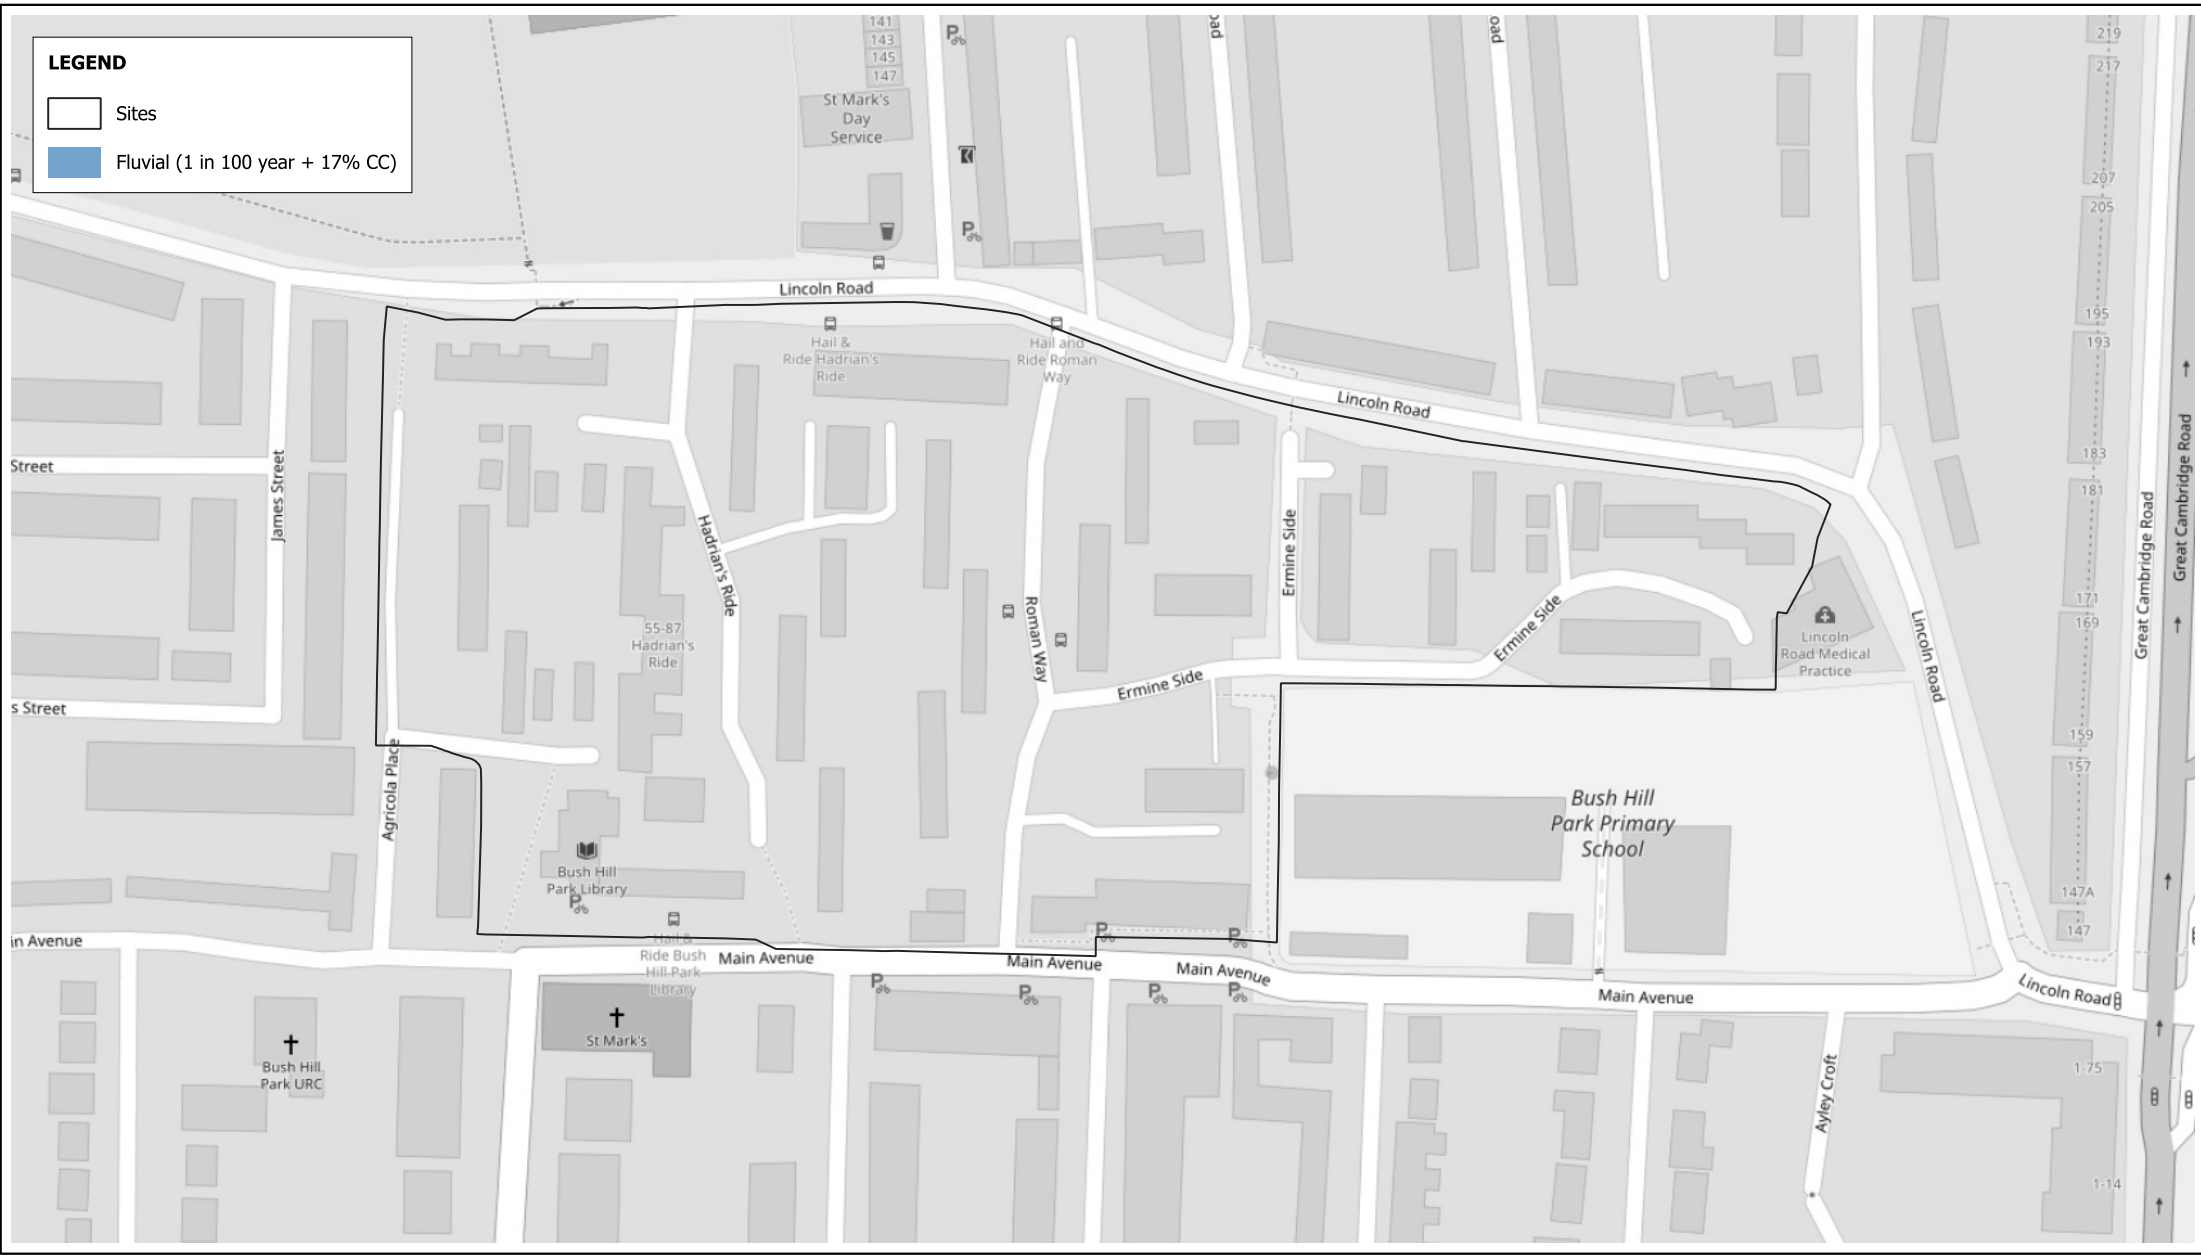 LEGEND
Sites
Fluvial (1 in 100 year + 17% CC)
141
143
145
147
St Mark's
Day
Service
oad
oad
219
217
207
205
195
193
183
181
171
169
159
157
147A
147
Lincoln Road
Hail &
Ride Hadrian's
Ride
Hail and
Ride Roman
Way
Lincoln Road
Great Cambridge Road
Great Cambridge Road
Street
James Street
s Street
Hadrian's Ride
55-87
Hadrian's
Ride
Roman Way
Ermine Side
Ermine Side
Ermine Side
Lincoln
Road Medical
Practice
Lincoln Road
Agricola Place
Bush Hill
Park Primary
School
Bush Hill
Park Library
in Avenue
Hail &
Ride Bush
Hill Park
Library
Main Avenue
Main Avenue
Main Avenue
Main Avenue
Lincoln Road
St Mark's
Bush Hill
Park URC
Ayley Croft
1-75
1-14